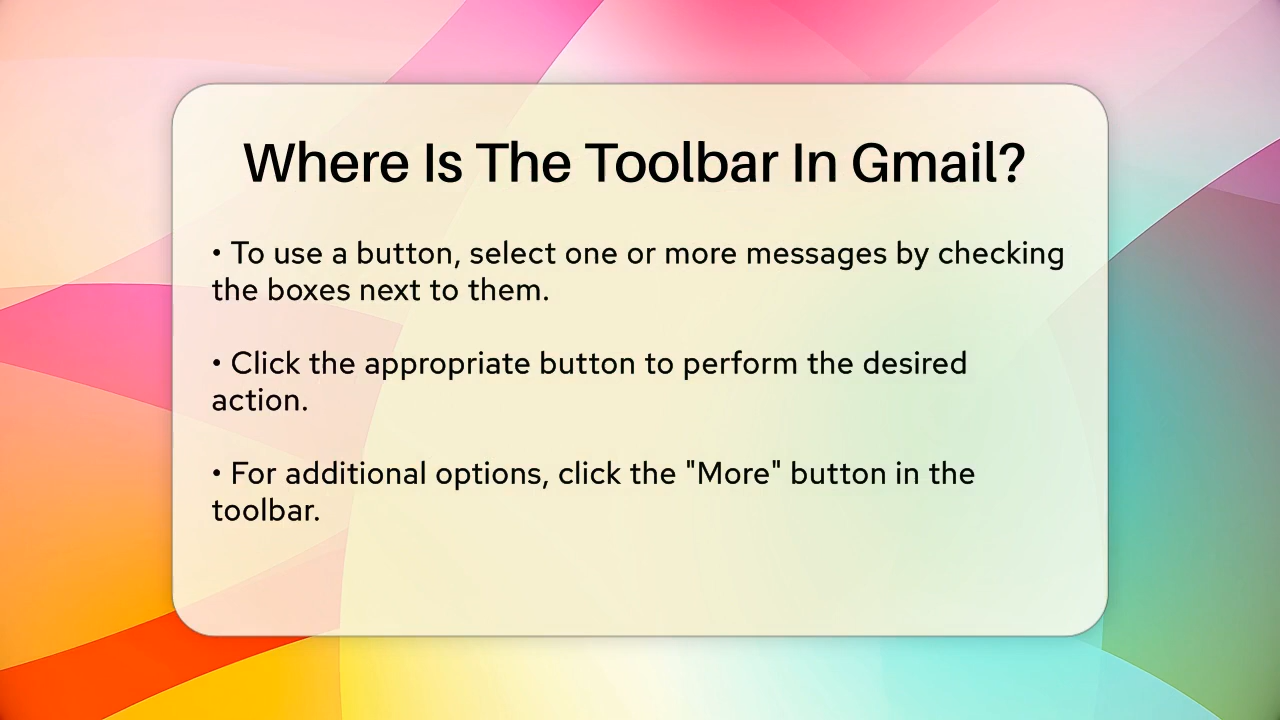 Where Is The Toolbar In Gmail?
• To use a button, select one or more messages by checking
the boxes next to them.
• Click the appropriate button to perform the desired
action.
• For additional options, click the "More" button in the
toolbar.